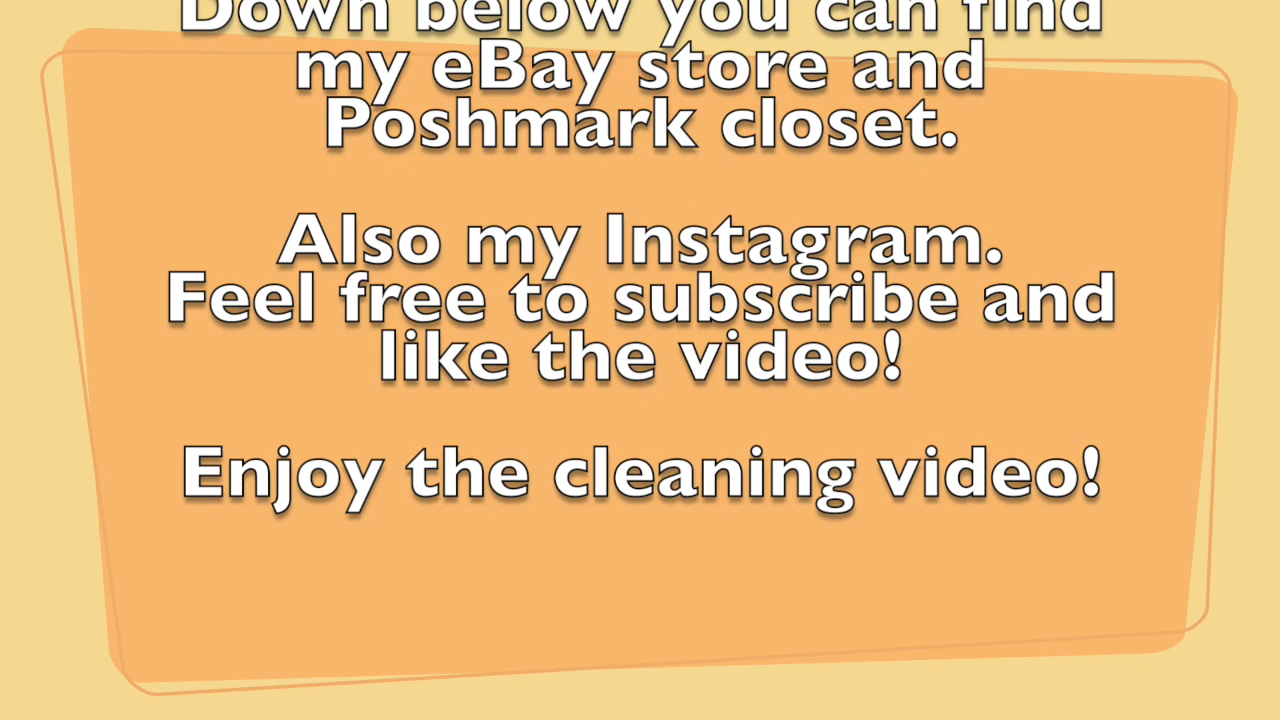 Down below you can find
my eBay store and
Poshmark closet.
Also my Instagram.
Feel free to subscribe and
like the video!
Enjoy the cleaning video!